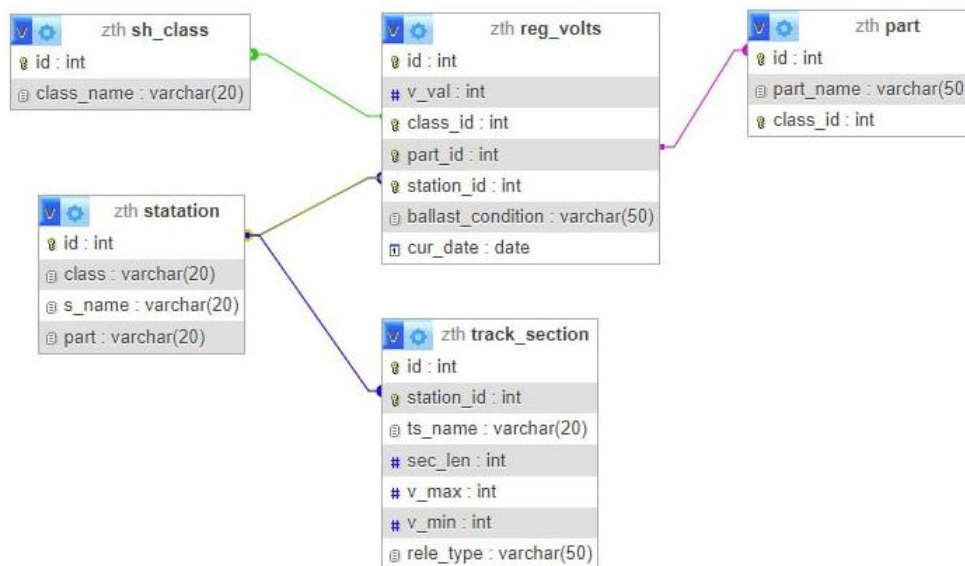 zth sh_class
id : int
class_name : varchar(20)
zth reg_volts
id : int
# v_val : int
class_id : int
part_id : int
station_id : int
ballast_condition : varchar(50)
cur_date : date
zth part
id : int
part_name : varchar(50
class_id : int
zth statation
id : int
class : varchar(20)
s_name : varchar(20)
part : varchar(20)
zth track_section
id : int
station_id : int
ts_name : varchar(20)
# sec_len : int
# v_max : int
# v_min : int
rele_type : varchar(50)